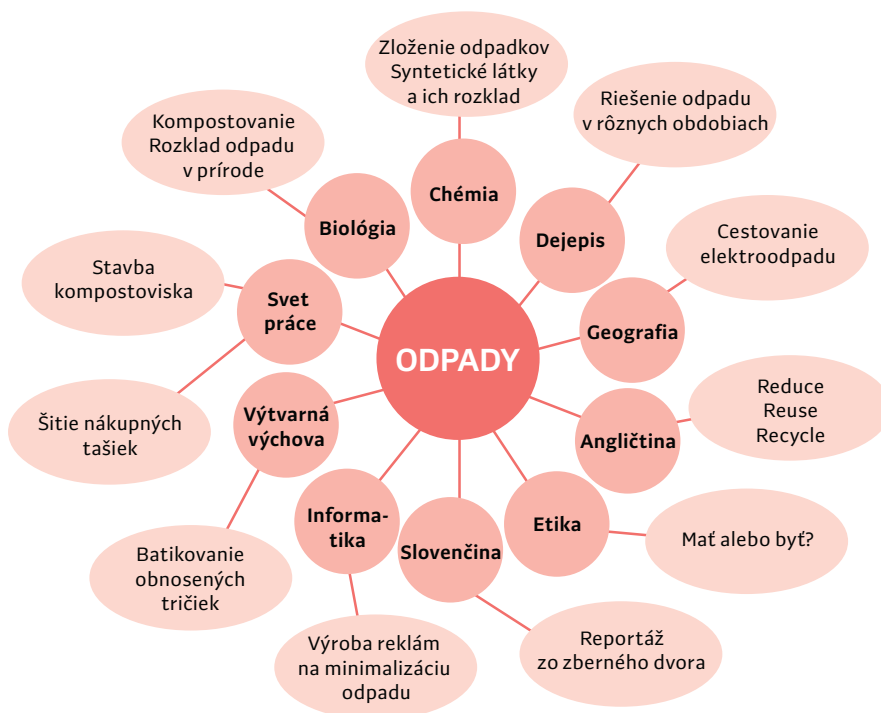 Zloženie odpadkov
Syntetické látky
a ich rozklad
Riešenie odpadu
v rôznych obdobiach
Kompostovanie
Rozklad odpadu
v prírode
Chémia
Biológia
Dejepis
Cestovanie
elektroodpadu
Stavba
kompostoviska
Svet
práce
Geografia
ODPADY
Reduce
Reuse
Recycle
Šitie nákupných
tašiek
Výtvarná
výchova
Angličtina
Informa-
tika
Slovenčina
Etika
Mať alebo byť?
Batikovanie
obnosených
tričiek
Výroba reklám
na minimalizáciu
odpadu
Reportáž
zo zberného dvora